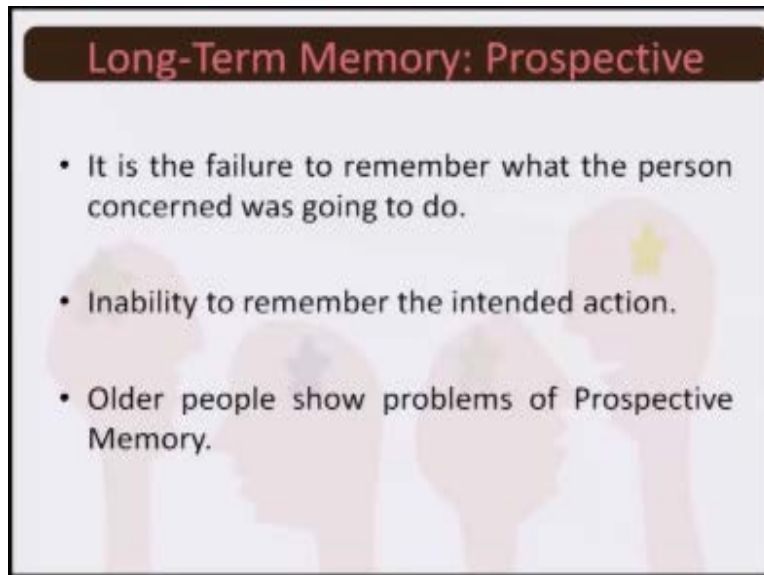 Long-Term Memory: Prospective
• It is the failure to remember what the person
concerned was going to do.
• Inability to remember the intended action.
• Older people show problems of Prospective
Memory.